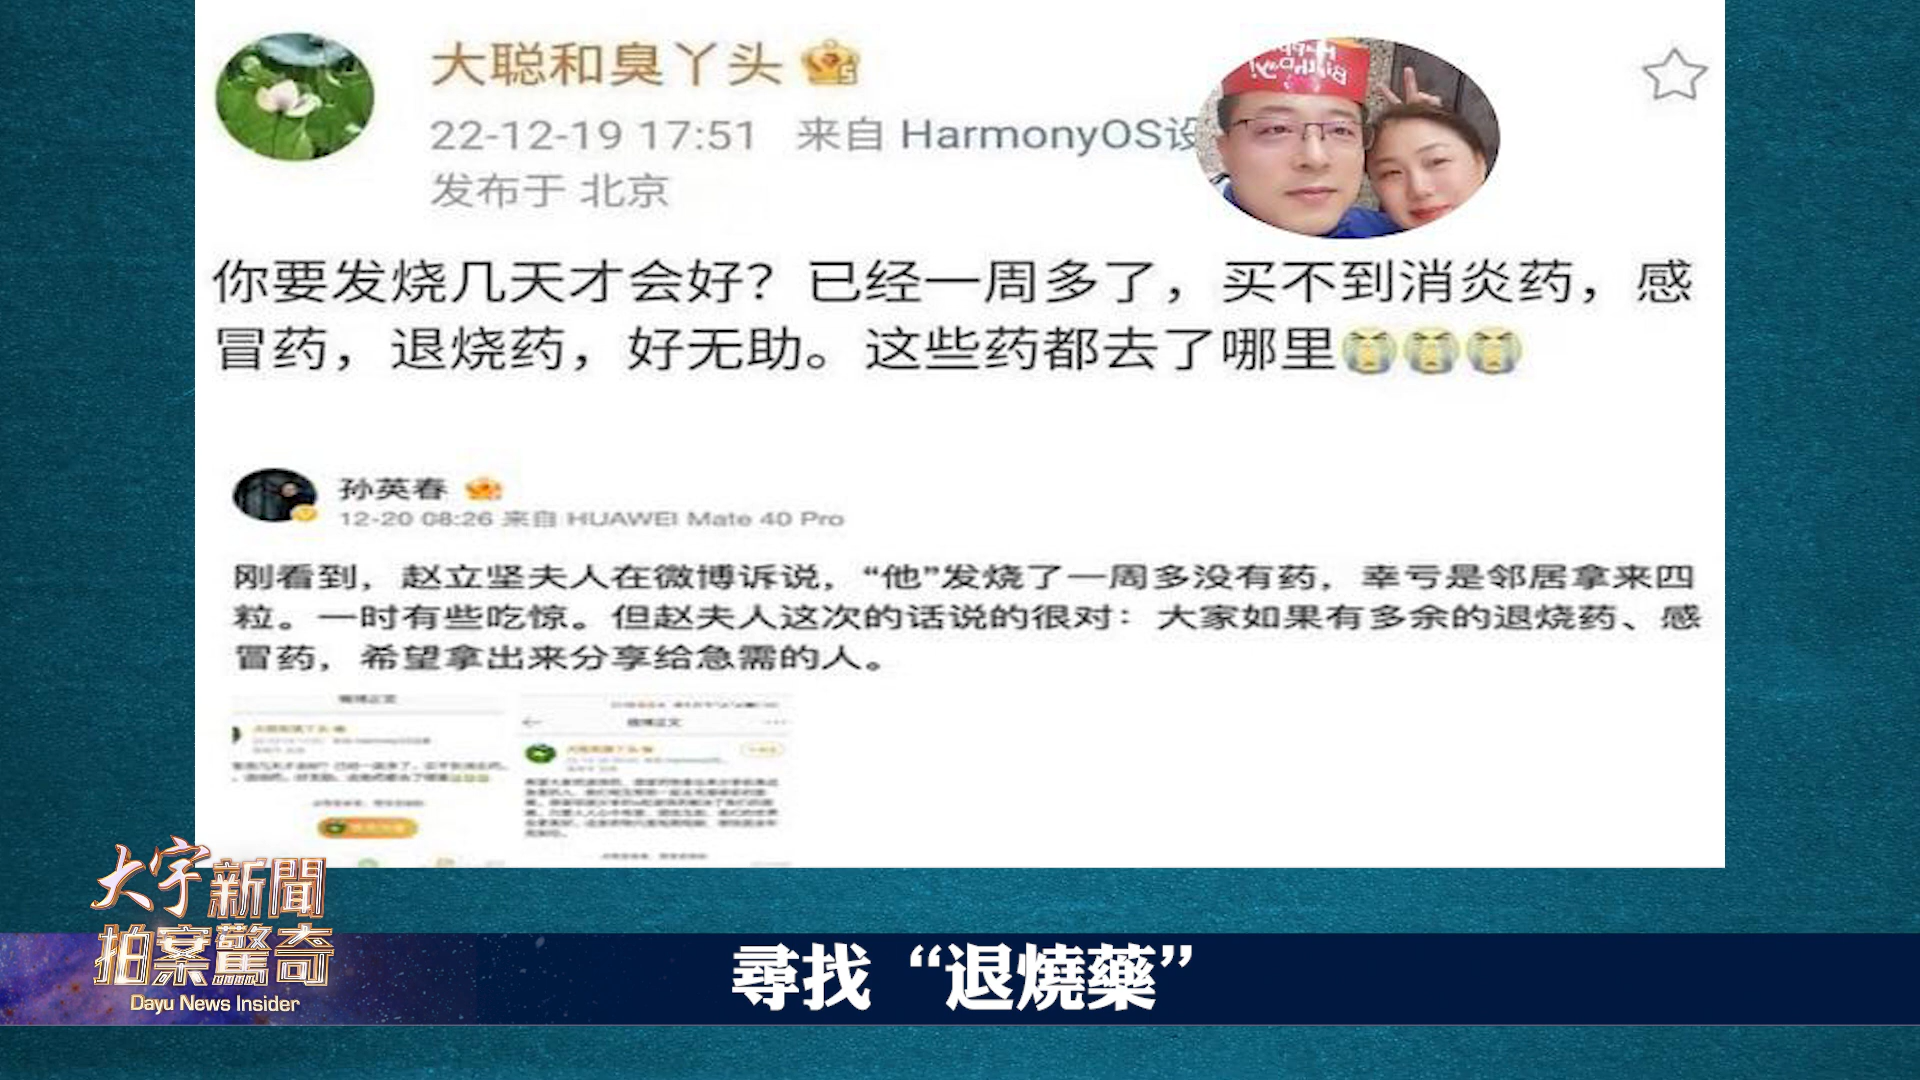 大聪和臭丫头
22-12-19 17:51 来自 HarmonyOS设
发布于 北京
你要发烧几天才会好？已经一周多了，买不到消炎药，感
冒药，退烧药，好无助。这些药都去了哪里
孙英春
12-20 08:26 来自 HUAWEI Mate 40 Pro
刚看到，赵立坚夫人在微博诉说，“他”发烧了一周多没有药，幸亏是邻居拿来四
粒。一时有些吃惊。但赵夫人这次的话说的很对：大家如果有多余的退烧药、感
冒药，希望拿出来分享给急需的人。
大宇新聞
拍案驚奇
Dayu News Insider
尋找“退燒藥”